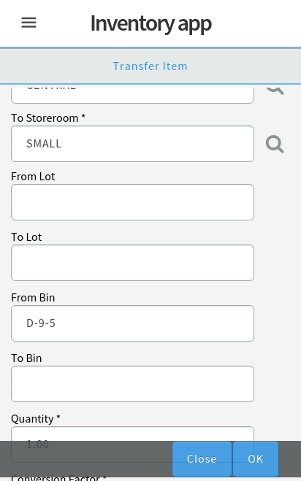 Inventory app
Transfer Item
CENTRAL
To Storeroom *
SMALL
From Lot
To Lot
From Bin
D-9-5
To Bin
Quantity *
1.00
Close
OK
Conversion Factor *